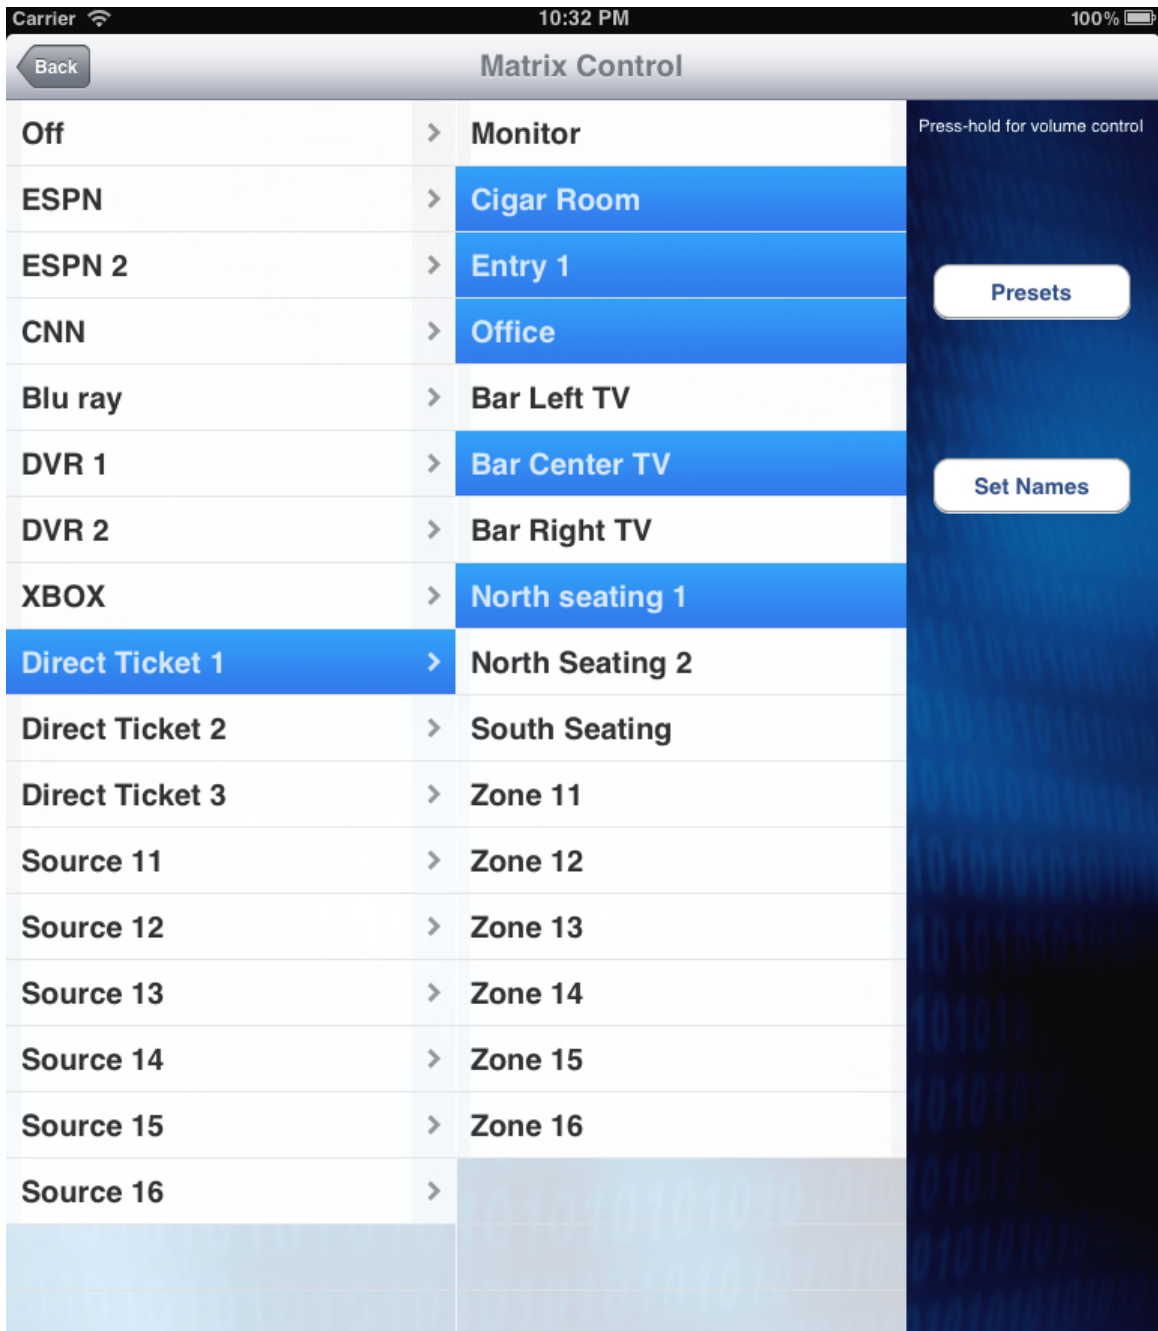 Carrier 10:32 PM 100%
Back Matrix Control
Off
ESPN
ESPN 2
CNN
Blu ray
DVR 1
DVR 2
XBOX
Direct Ticket 1
Direct Ticket 2
Direct Ticket 3
Source 11
Source 12
Source 13
Source 14
Source 15
Source 16
Monitor
Cigar Room
Entry 1
Office
Bar Left TV
Bar Center TV
Bar Right TV
North seating 1
North Seating 2
South Seating
Zone 11
Zone 12
Zone 13
Zone 14
Zone 15
Zone 16
Press-hold for volume control
Presets
Set Names